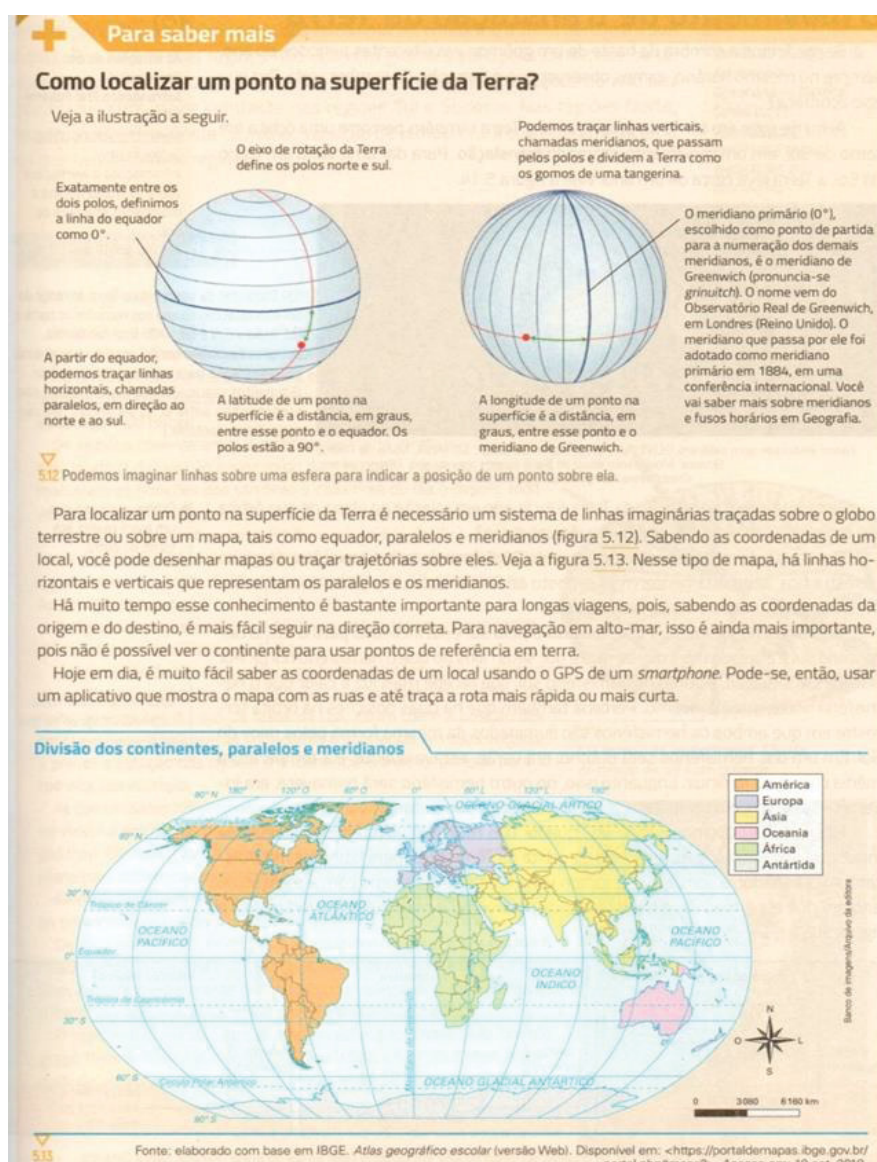 Para saber mais
Como localizar um ponto na superfície da Terra?
Veja a ilustração a seguir.
O eixo de rotação da Terra
define os polos norte e sul.
Exatamente entre os
dois polos, definimos
a linha do equador
como 0°.
A partir do equador,
podemos traçar linhas
horizontais, chamadas
paralelos, em direção ao
norte e ao sul.
A latitude de um ponto na
superfície é a distância, em graus,
entre esse ponto e o equador. Os
polos estão a 90°.
Podemos traçar linhas verticais,
chamadas meridianos, que passam
pelos polos e dividem a Terra como
os gomos de uma tangerina.
O meridiano primário (0°),
escolhido como ponto de partida
para a numeração dos demais
meridianos, é o meridiano de
Greenwich (pronuncia-se
grinuitch). O nome vem do
Observatório Real de Greenwich,
em Londres (Reino Unido). O
meridiano que passa por ele foi
adotado como meridiano
primário em 1884, em uma
conferência internacional. Você
vai saber mais sobre meridianos
e fusos horários em Geografia.
A longitude de um ponto na
superfície é a distância, em
graus, entre esse ponto e o
meridiano de Greenwich.
5.12 Podemos imaginar linhas sobre uma esfera para indicar a posição de um ponto sobre ela.
Para localizar um ponto na superfície da Terra é necessário um sistema de linhas imaginárias traçadas sobre o globo
terrestre ou sobre um mapa, tais como equador, paralelos e meridianos (figura 5.12). Sabendo as coordenadas de um
local, você pode desenhar mapas ou traçar trajetórias sobre eles. Veja a figura 5.13. Nesse tipo de mapa, há linhas ho-
rizontais e verticais que representam os paralelos e os meridianos.
Há muito tempo esse conhecimento é bastante importante para longas viagens, pois, sabendo as coordenadas da
origem e do destino, é mais fácil seguir na direção correta. Para navegação em alto-mar, isso é ainda mais importante,
pois não é possível ver o continente para usar pontos de referência em terra.
Hoje em dia, é muito fácil saber as coordenadas de um local usando o GPS de um smartphone. Pode-se, então, usar
um aplicativo que mostra o mapa com as ruas e até traça a rota mais rápida ou mais curta.
Divisão dos continentes, paralelos e meridianos
90° N 180° 120° O 60° O 0° 60° L 120° L 180°
OCEANO GLACIAL ÁRTICO
60° N
30° N
Trópico de Câncer
OCEANO
PACÍFICO
OCEANO
ATLÂNTICO
OCEANO
PACÍFICO
0° Equador
OCEANO
ÍNDICO
Trópico de Capricórnio
30° S
Meridiano de Greenwich
60° S
Círculo Polar Antártico
OCEANO GLACIAL ANTÁRTICO
90° S
América
Europa
Ásia
Oceania
África
Antártida
N
O L
S
0 3080 6160 km
Banco de imagens/Arquivo da editora
5.13
Fonte: elaborado com base em IBGE. Atlas geográfico escolar (versão Web). Disponível em: <https://portaldemapas.ibge.gov.br/